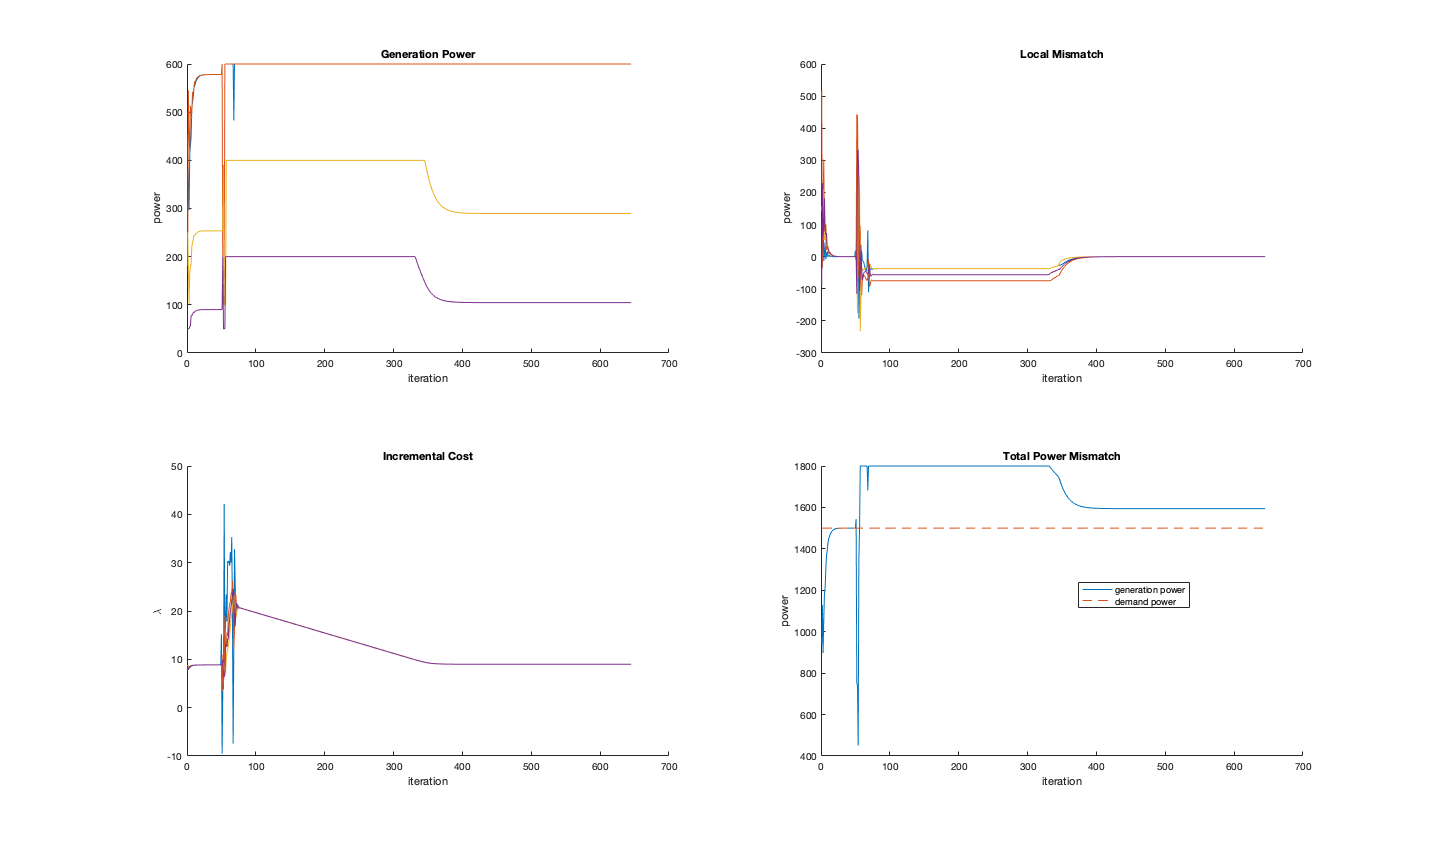 Generation Power
600
500
400
300
200
100
0
power
0 100 200 300 400 500 600 700
iteration
Local Mismatch
600
500
400
300
200
100
0
-100
-200
-300
power
0 100 200 300 400 500 600 700
iteration
Incremental Cost
50
40
30
20
10
0
-10
λ
0 100 200 300 400 500 600 700
iteration
Total Power Mismatch
1800
1600
1400
1200
1000
800
600
400
power
generation power
demand power
0 100 200 300 400 500 600 700
iteration